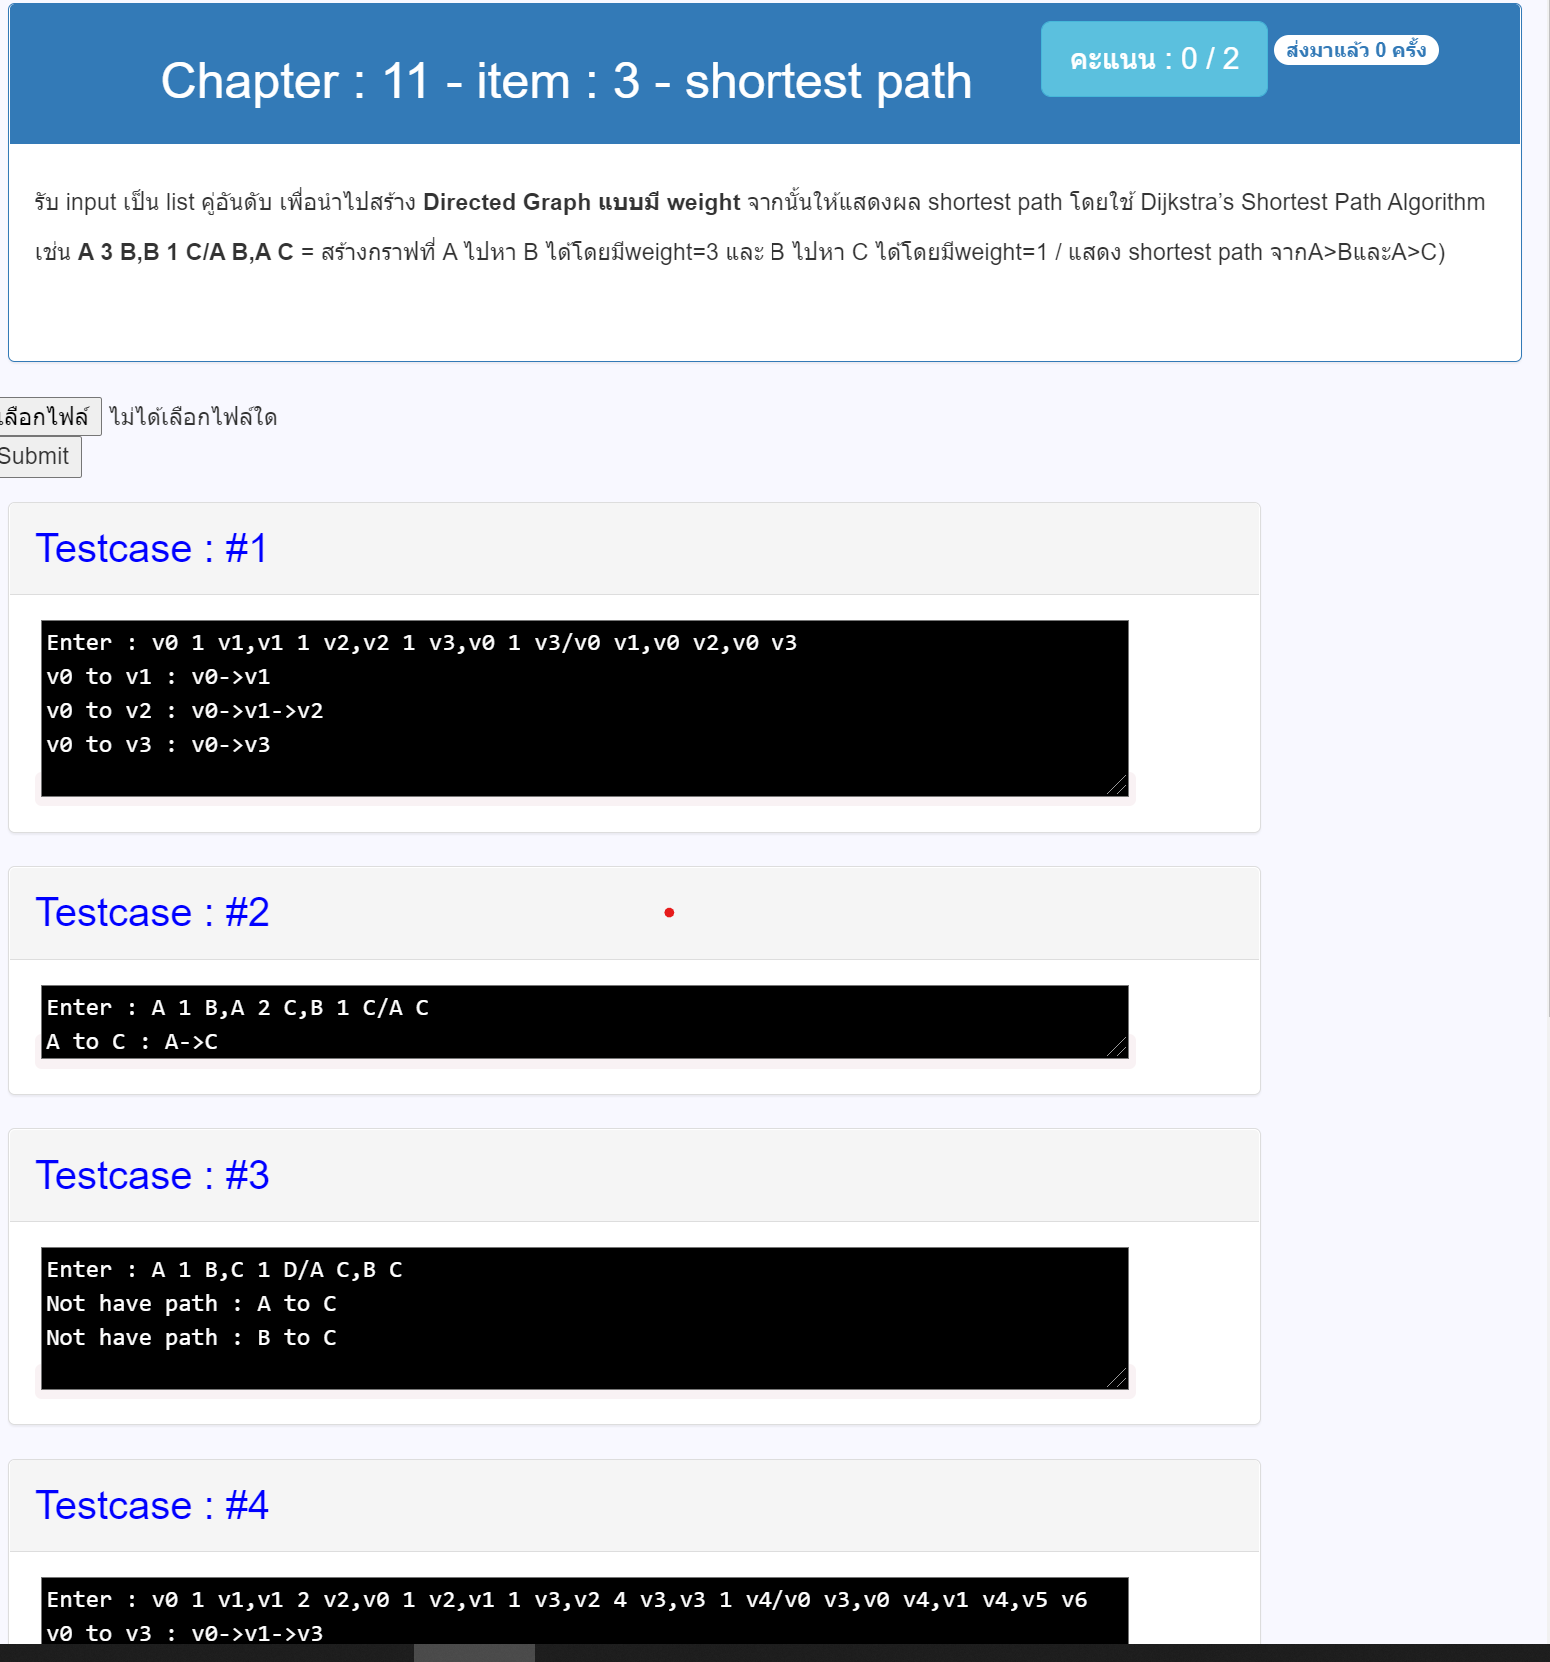 Chapter : 11 - item : 3 - shortest path
คะแนน : 0 / 2
ส่งมาแล้ว 0 ครั้ง
รับ input เป็น list คู่อันดับ เพื่อนำไปสร้าง Directed Graph แบบมี weight จากนั้นให้แสดงผล shortest path โดยใช้ Dijkstra’s Shortest Path Algorithm
เช่น A 3 B,B 1 C/A B,A C = สร้างกราฟที่ A ไปหา B ได้โดยมีweight=3 และ B ไปหา C ได้โดยมีweight=1 / แสดง shortest path จากA>BและA>C)
เลือกไฟล์ ไม่ได้เลือกไฟล์ใด
Submit
Testcase : #1
Enter : v0 1 v1,v1 1 v2,v2 1 v3,v0 1 v3/v0 v1,v0 v2,v0 v3
v0 to v1 : v0->v1
v0 to v2 : v0->v1->v2
v0 to v3 : v0->v3
Testcase : #2
Enter : A 1 B,A 2 C,B 1 C/A C
A to C : A->C
Testcase : #3
Enter : A 1 B,C 1 D/A C,B C
Not have path : A to C
Not have path : B to C
Testcase : #4
Enter : v0 1 v1,v1 2 v2,v0 1 v2,v1 1 v3,v2 4 v3,v3 1 v4/v0 v3,v0 v4,v1 v4,v5 v6
v0 to v3 : v0->v1->v3